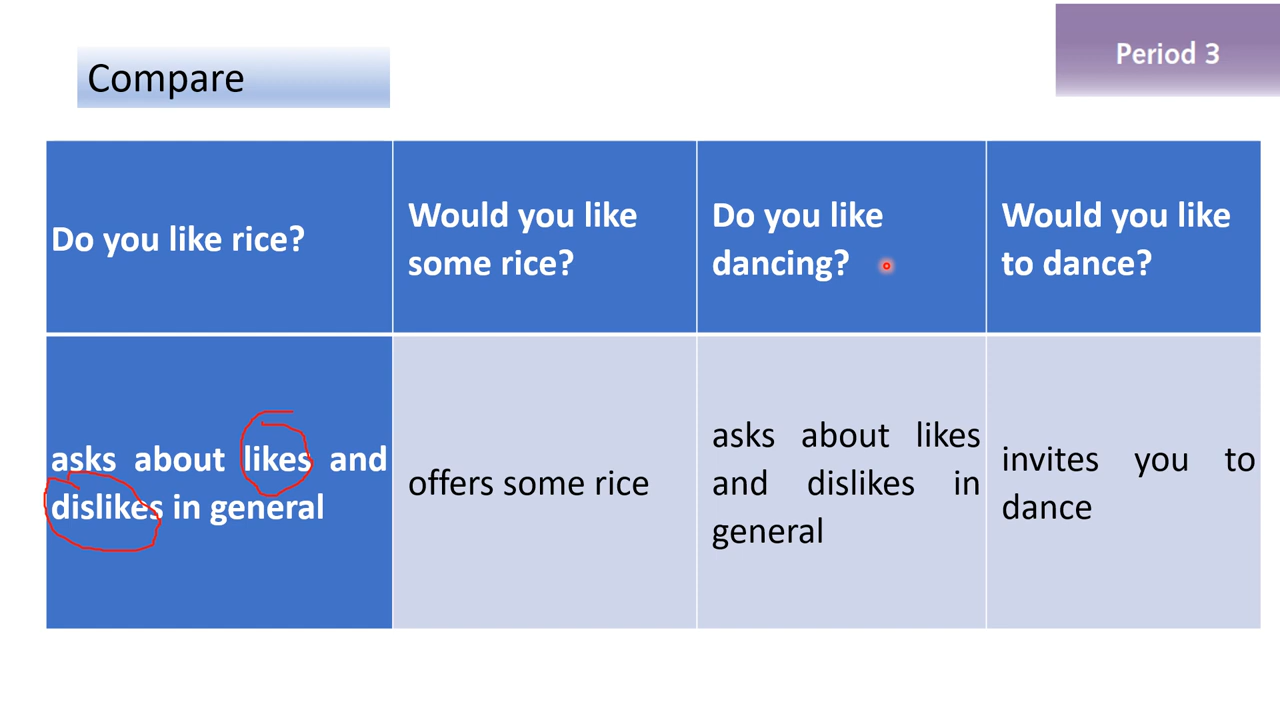 Period 3
Compare
Do you like rice?
Would you like
some rice?
Do you like
dancing?
Would you like
to dance?
asks about likes and
dislikes in general
offers some rice
asks about likes
and dislikes in
general
invites you to
dance